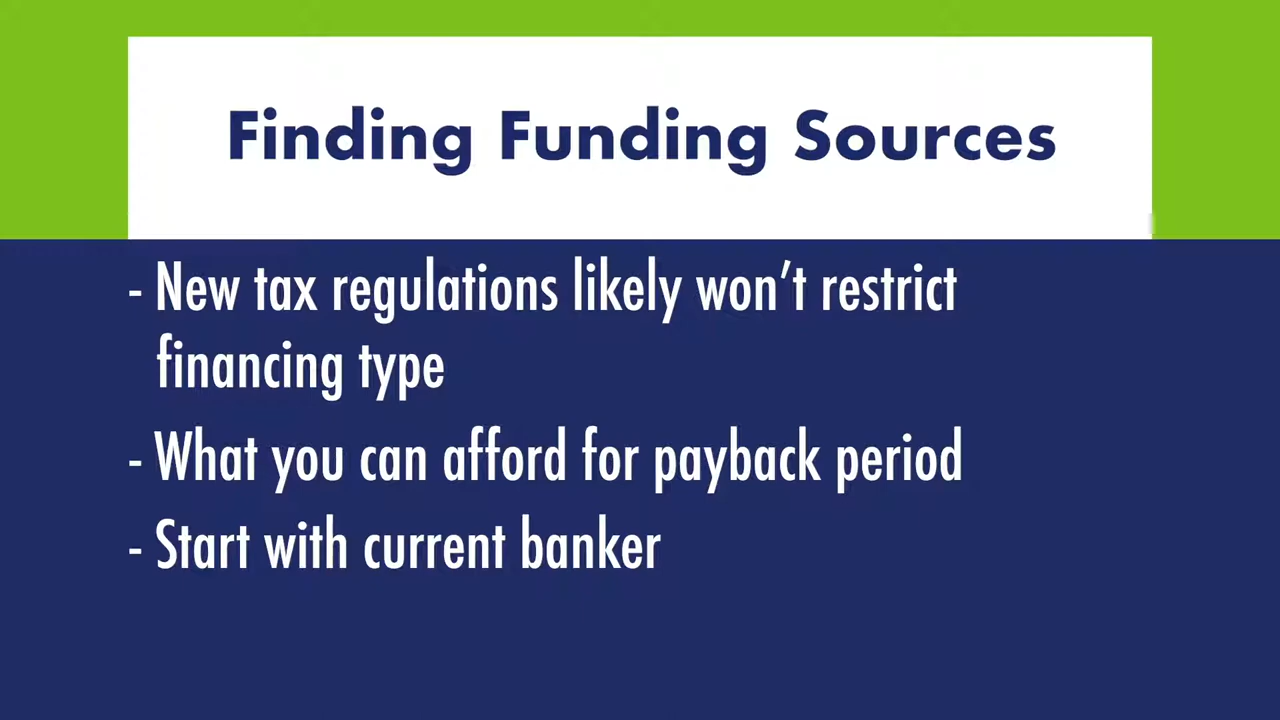 Finding Funding Sources
- New tax regulations likely won’t restrict
financing type
- What you can afford for payback period
- Start with current banker